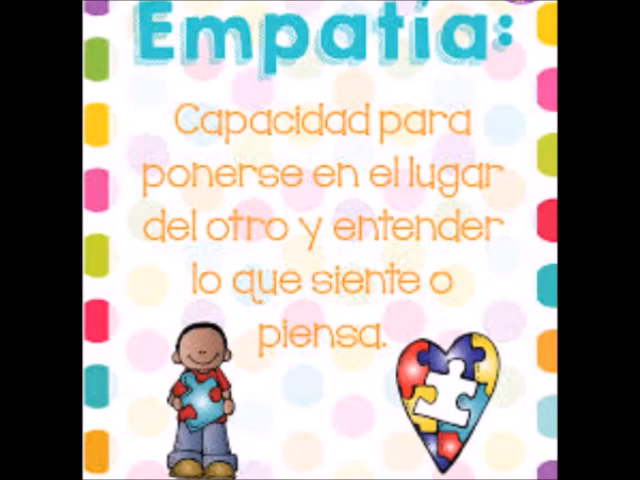 Empatía:
Capacidad para
ponerse en el lugar
del otro y entender
lo que siente o
piensa.